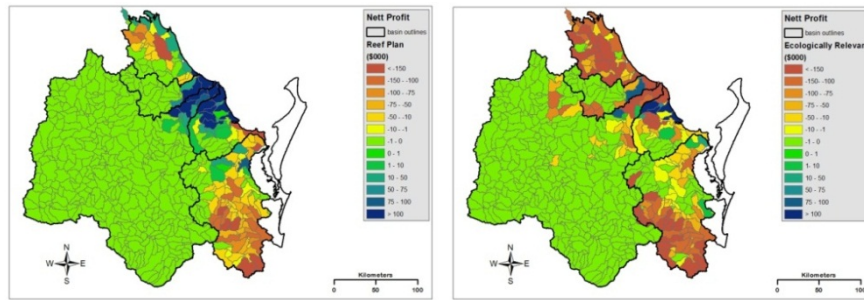 Nett Profit
basin outlines
Reef Plan
($000)
< -150
-150 - -100
-100 - -75
-75 - -50
-50 - -10
-10 - -1
-1 - 0
0 - 1
1 - 10
10 - 50
50 - 75
75 - 100
> 100
N
W E
S
Kilometers
0 50 100
Nett Profit
basin outlines
Ecologically Relevan
($000)
< -150
-150 - -100
-100 - -75
-75 - -50
-50 - -10
-10 - -1
-1 - 0
0 - 1
1 - 10
10 - 50
50 - 75
75 - 100
> 100
N
W E
S
Kilometers
0 50 100